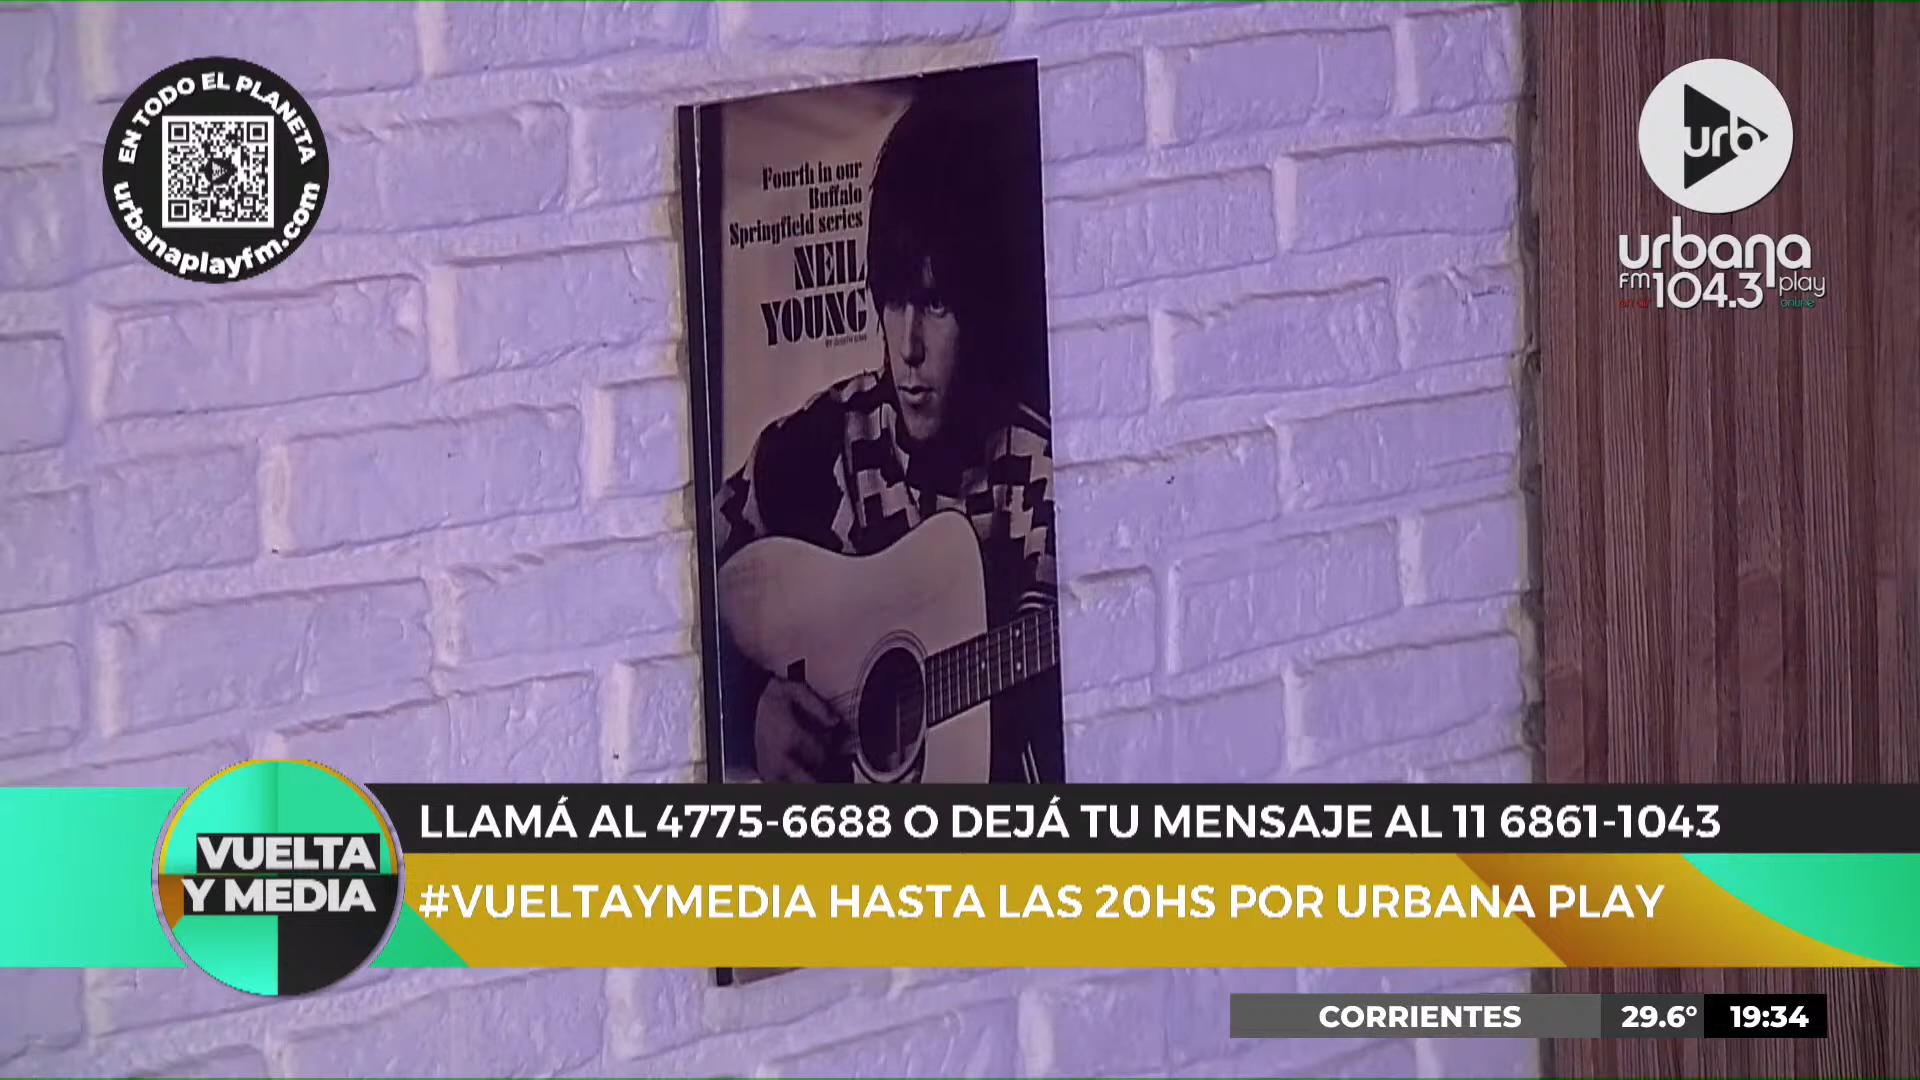 EN TODO EL PLANETA
urbanaplayfm.com
urb
urbana
FM 104.3 play
online
Fourth in our
Buffalo
Springfield series
NEIL
YOUNG
LLAMÁ AL 4775-6688 O DEJÁ TU MENSAJE AL 11 6861-1043
VUELTA
Y MEDIA
#VUELTAYMEDIA HASTA LAS 20HS POR URBANA PLAY
CORRIENTES 29.6° 19:34